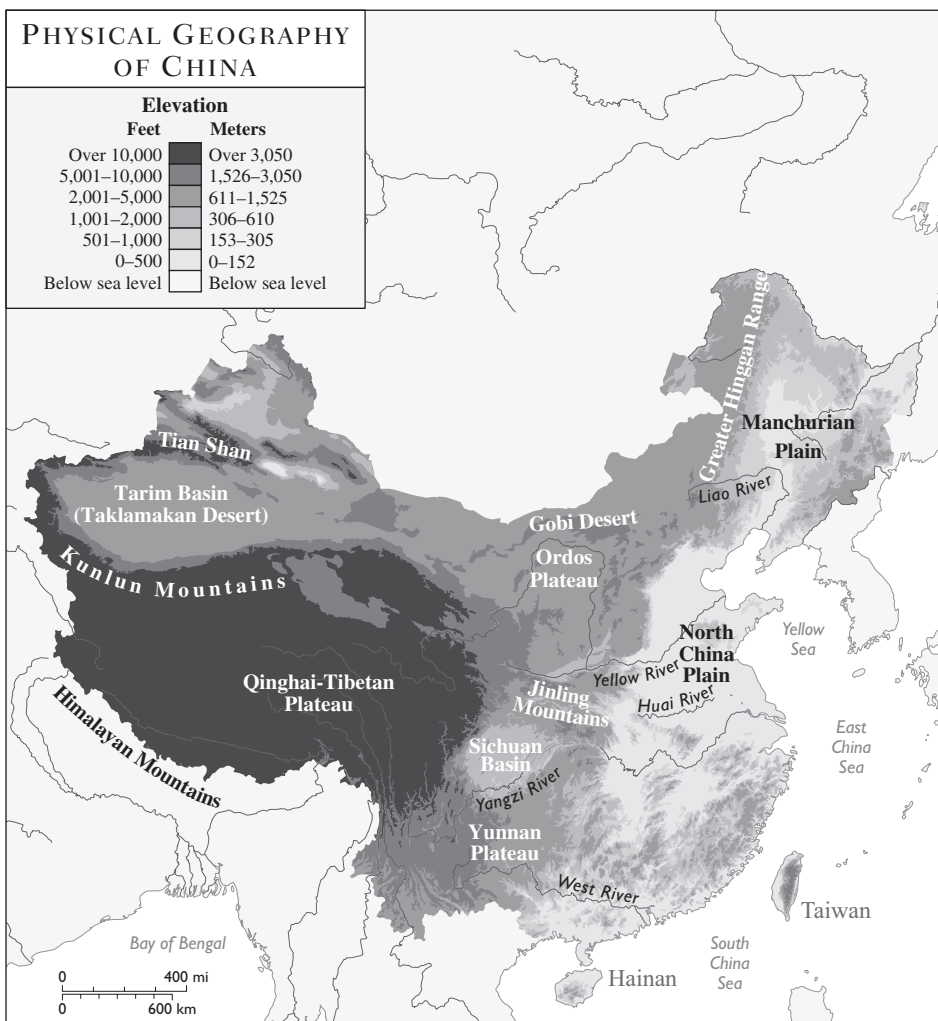 PHYSICAL GEOGRAPHY
OF CHINA
Elevation
Feet Meters
Over 10,000 Over 3,050
5,001–10,000 1,526–3,050
2,001–5,000 611–1,525
1,001–2,000 306–610
501–1,000 153–305
0–500 0–152
Below sea level Below sea level
Greater Hinggan Range
Manchurian
Plain
Liao River
Tian Shan
Tarim Basin
(Taklamakan Desert)
Gobi Desert
Ordos
Plateau
Kunlun Mountains
North
China
Plain
Yellow
Sea
Yellow River
Qinghai-Tibetan
Plateau
Jinling
Mountains
Huai River
Himalayan Mountains
Sichuan
Basin
East
China
Sea
Yangzi River
Yunnan
Plateau
West River
Taiwan
Bay of Bengal
South
China
Sea
Hainan
0 400 mi
0 600 km